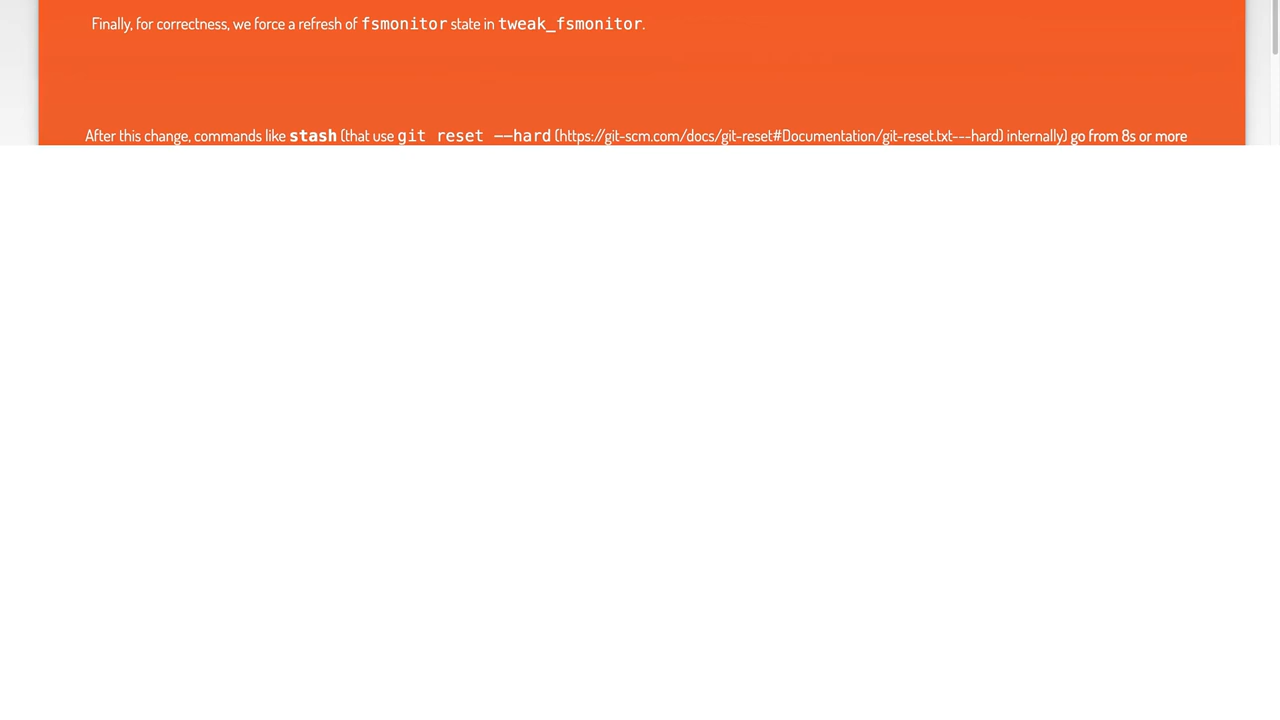 Finally, for correctness, we force a refresh of fsmonitor state in tweak_fsmonitor.
After this change, commands like stash (that use git reset --hard (https://git-scm.com/docs/git-reset#Documentation/git-reset.txt---hard) internally) go from 8s or more